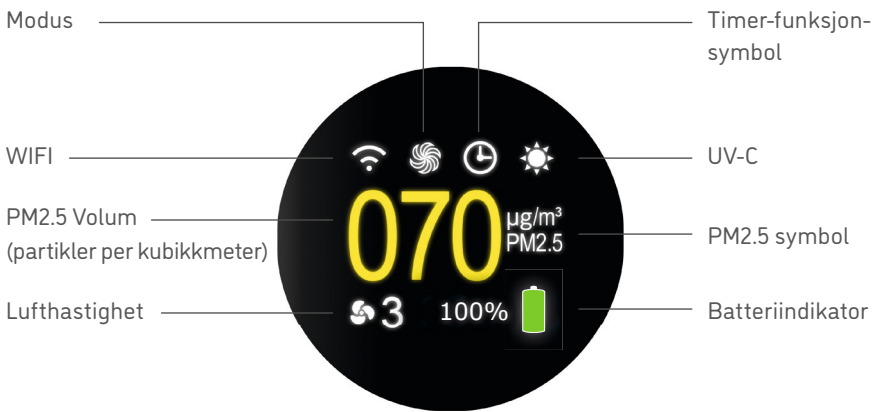 Modus
Timer-funksjon-
symbol
WIFI
UV-C
PM2.5 Volum
(partikler per kubikkmeter)
070
µg/m³
PM2.5
PM2.5 symbol
Lufthastighet
3
100%
Batteriindikator